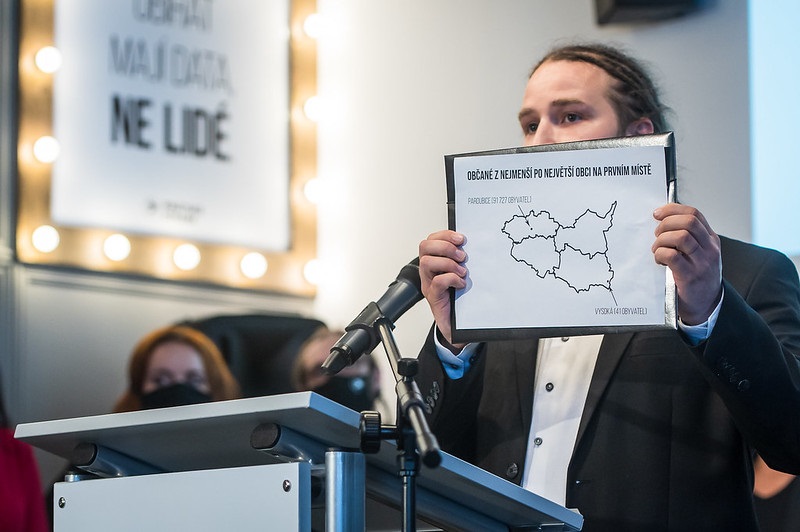 OBÍRAT
MAJÍ DATA,
NE LIDÉ
OBČANÉ Z NEJMENŠÍ PO NEJVĚTŠÍ OBCI NA PRVNÍM MÍSTĚ
PARDUBICE (91 727 OBYVATEL)
VYSOKÁ (41 OBYVATEL)